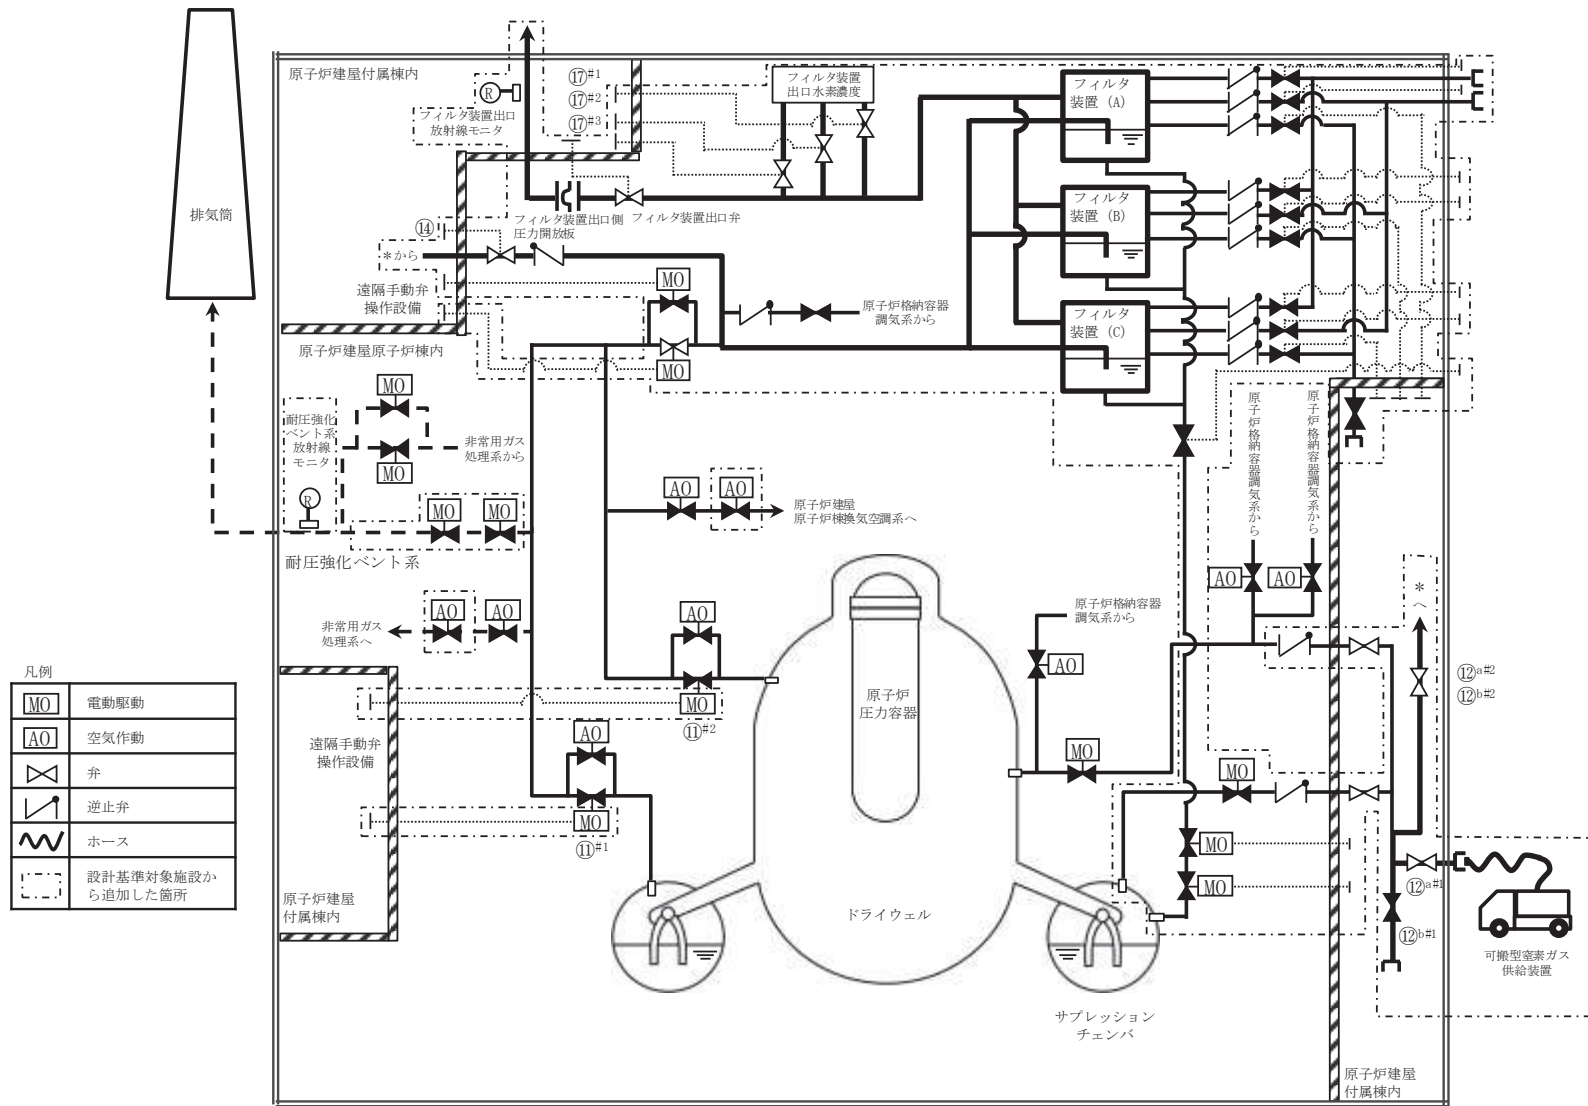 原子炉建屋付属棟内
⑰#1
⑰#2
⑰#3
R
フィルタ装置出口
放射線モニタ
フィルタ装置
出口水素濃度
フィルタ
装置 (A)
フィルタ
装置 (B)
フィルタ
装置 (C)
排気筒
フィルタ装置出口側
圧力開放板
フィルタ装置出口弁
⑭
＊から
遠隔手動弁
操作設備
MO
MO
原子炉格納容器
調気系から
原子炉建屋原子炉棟内
MO
MO
耐圧強化
ベント系
放射線
モニタ
R
非常用ガス
処理系から
MO
MO
耐圧強化ベント系
AO
AO
原子炉建屋
原子炉棟換気空調系へ
原子炉格納容器調気系から
原子炉格納容器調気系から
AO
AO
AO
AO
非常用ガス
処理系へ
AO
MO
⑪#2
原子炉格納容器
調気系から
AO
＊へ
原子炉
圧力容器
⑫a#2
⑫b#2
遠隔手動弁
操作設備
AO
MO
⑪#1
MO
MO
MO
MO
⑫a#1
⑫b#1
可搬型窒素ガス
供給装置
ドライウェル
サプレッション
チェンバ
原子炉建屋
付属棟内
原子炉建屋
付属棟内
凡例
MO 電動駆動
AO 空気作動
弁
逆止弁
ホース
設計基準対象施設か
ら追加した箇所